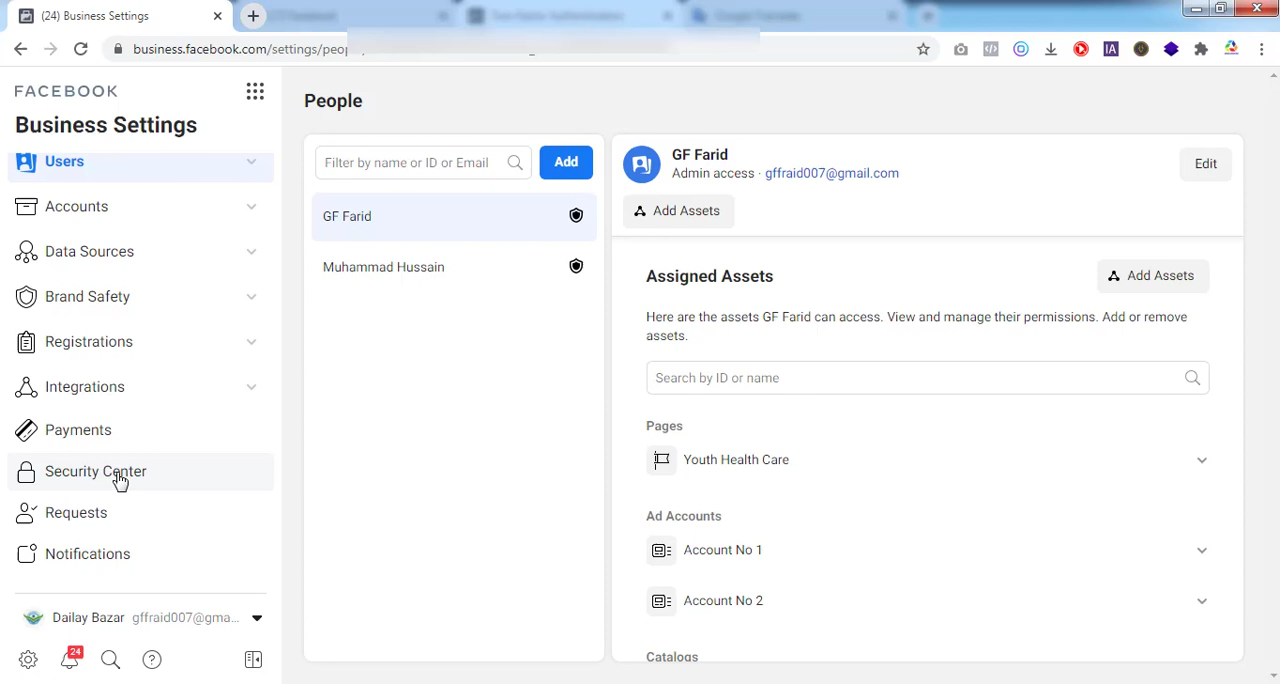 (24) Business Settings
business.facebook.com/settings/peop
FACEBOOK
Business Settings
Users
Accounts
Data Sources
Brand Safety
Registrations
Integrations
Payments
Security Center
Requests
Notifications
Dailay Bazar gffraid007@gma...
24
People
Filter by name or ID or Email
Add
GF Farid
Muhammad Hussain
GF Farid
Admin access · gffraid007@gmail.com
Edit
Add Assets
Assigned Assets
Add Assets
Here are the assets GF Farid can access. View and manage their permissions. Add or remove
assets.
Search by ID or name
Pages
Youth Health Care
Ad Accounts
Account No 1
Account No 2
Catalogs
IA